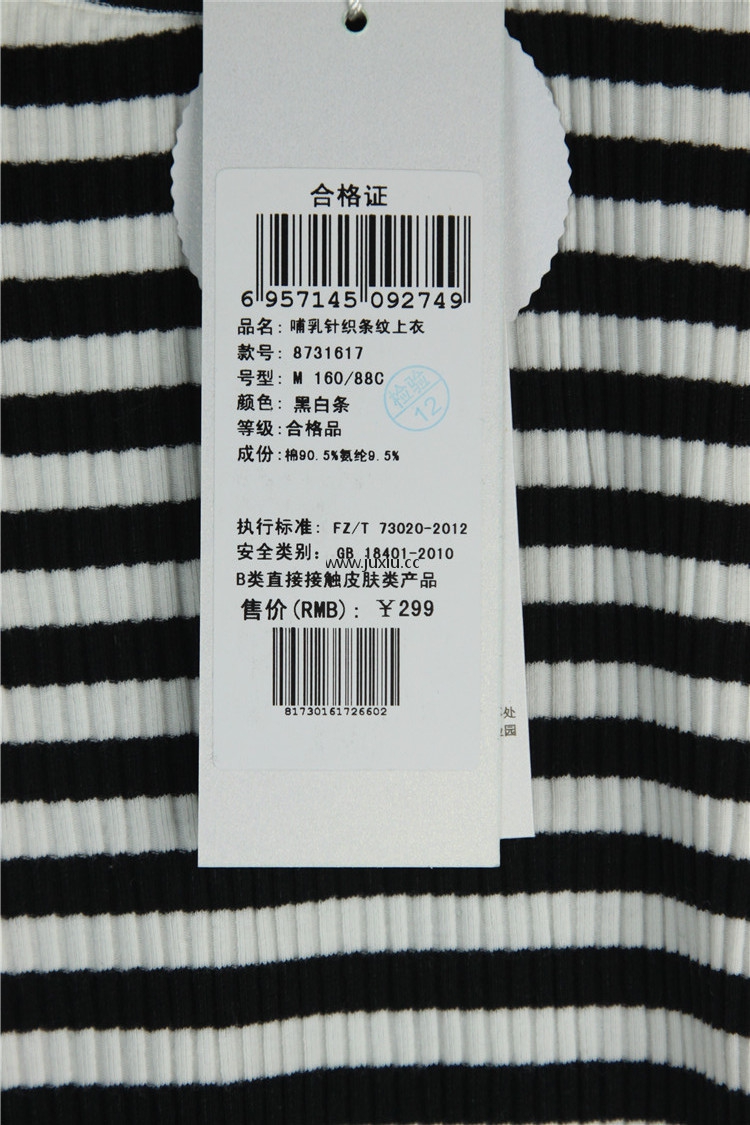 合格证
6 957145 092749
品名: 哺乳针织条纹上衣
款号: 8731617
号型: M 160/88C
颜色: 黑白条
等级: 合格品
成份: 棉90.5%氨纶9.5%
检验
12
执行标准: FZ/T 73020-2012
安全类别: GB 18401-2010
www.juxiu.cc
B类直接接触皮肤类产品
售价(RMB): ¥299
81730161726602
处
园